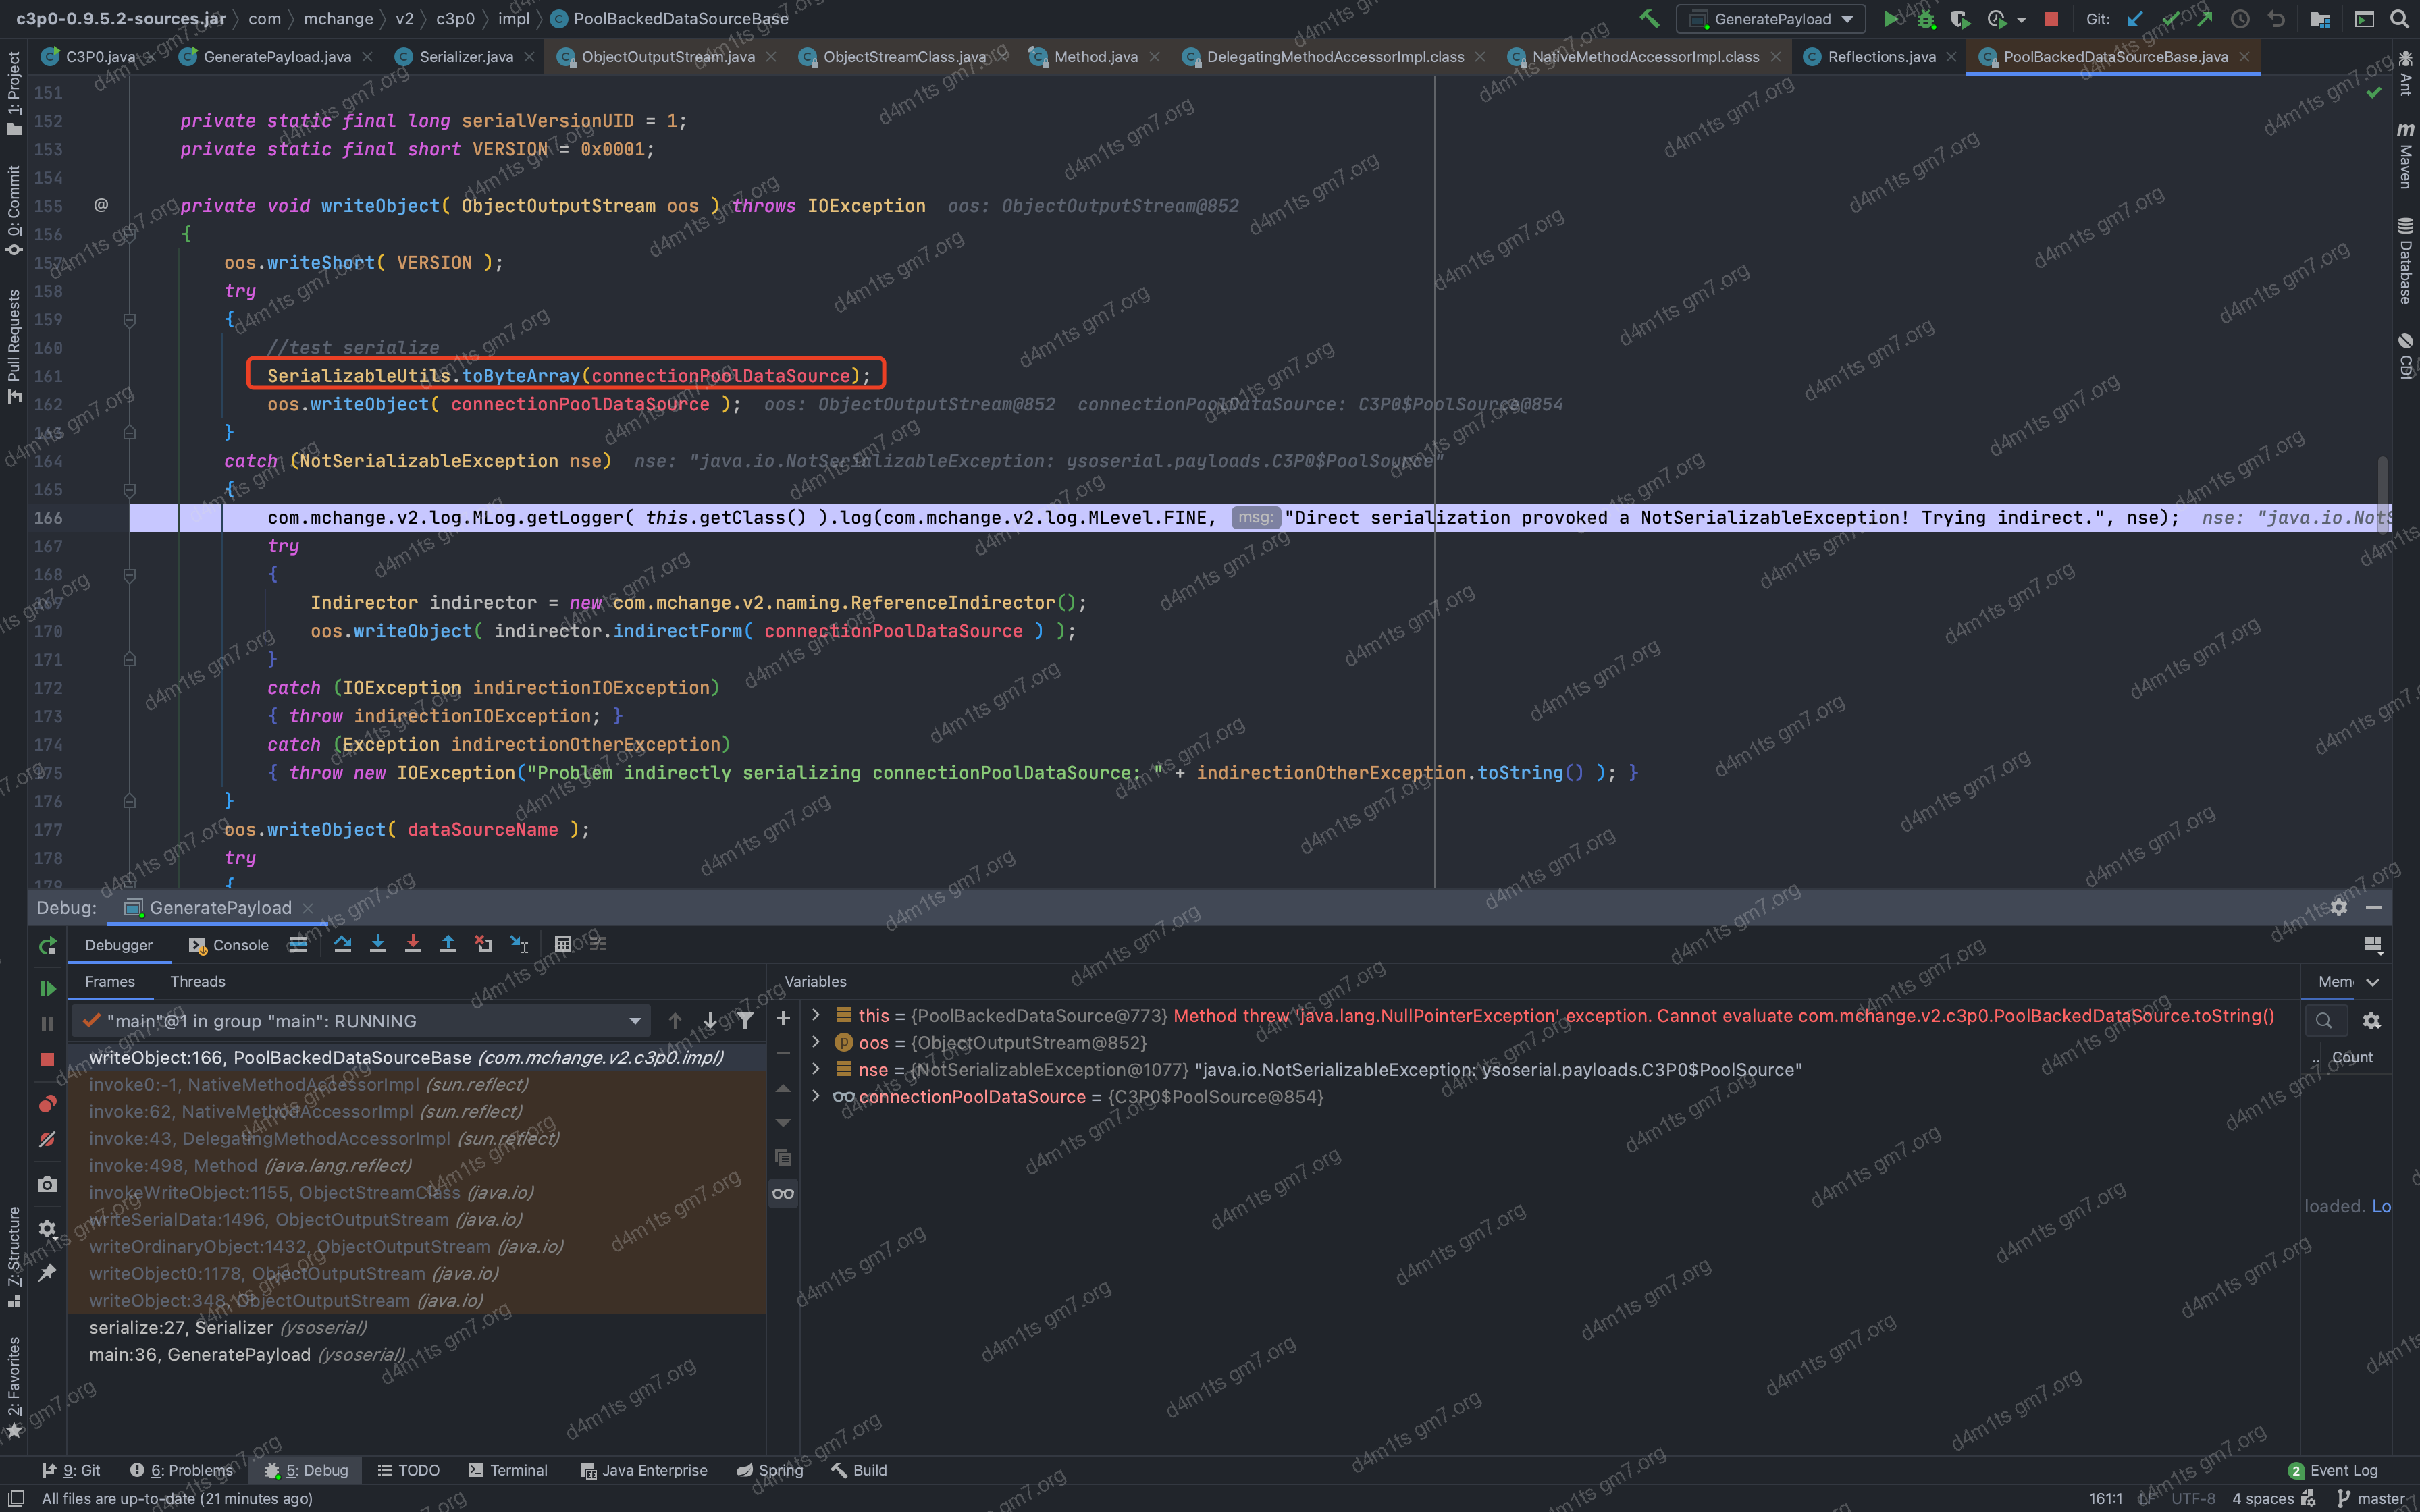 c3p0-0.9.5.2-sources.jar com mchange v2 c3p0 impl PoolBackedDataSourceBase GeneratePayload Git:
C3P0.java GeneratePayload.java Serializer.java ObjectOutputStream.java ObjectStreamClass.java Method.java DelegatingMethodAccessorImpl.class NativeMethodAccessorImpl.class Reflections.java PoolBackedDataSourceBase.java
1: Project
0: Commit
Pull Requests
7: Structure
2: Favorites
Ant
Maven
Database
CDI
151
152 private static final long serialVersionUID = 1;
153 private static final short VERSION = 0x0001;
154
155 @ private void writeObject( ObjectOutputStream oos ) throws IOException oos: ObjectOutputStream@852
156 {
157 oos.writeShort( VERSION );
158 try
159 {
160 //test serialize
161 SerializableUtils.toByteArray(connectionPoolDataSource);
162 oos.writeObject( connectionPoolDataSource ); oos: ObjectOutputStream@852 connectionPoolDataSource: C3P0$PoolSource@854
163 }
164 catch (NotSerializableException nse) nse: "java.io.NotSerializableException: ysoserial.payloads.C3P0$PoolSource"
165 {
166 com.mchange.v2.log.MLog.getLogger( this.getClass() ).log(com.mchange.v2.log.MLevel.FINE, msg: "Direct serialization provoked a NotSerializableException! Trying indirect.", nse); nse: "java.io.NotS
167 try
168 {
169 Indirector indirector = new com.mchange.v2.naming.ReferenceIndirector();
170 oos.writeObject( indirector.indirectForm( connectionPoolDataSource ) );
171 }
172 catch (IOException indirectionIOException)
173 { throw indirectionIOException; }
174 catch (Exception indirectionOtherException)
175 { throw new IOException("Problem indirectly serializing connectionPoolDataSource: " + indirectionOtherException.toString() ); }
176 }
177 oos.writeObject( dataSourceName );
178 try
179 {
Debug: GeneratePayload
Debugger Console
Frames Threads Variables Mem
"main"@1 in group "main": RUNNING
writeObject:166, PoolBackedDataSourceBase (com.mchange.v2.c3p0.impl)
invoke0:-1, NativeMethodAccessorImpl (sun.reflect)
invoke:62, NativeMethodAccessorImpl (sun.reflect)
invoke:43, DelegatingMethodAccessorImpl (sun.reflect)
invoke:498, Method (java.lang.reflect)
invokeWriteObject:1155, ObjectStreamClass (java.io)
writeSerialData:1496, ObjectOutputStream (java.io)
writeOrdinaryObject:1432, ObjectOutputStream (java.io)
writeObject0:1178, ObjectOutputStream (java.io)
writeObject:348, ObjectOutputStream (java.io)
serialize:27, Serializer (ysoserial)
main:36, GeneratePayload (ysoserial)
this = {PoolBackedDataSource@773} Method threw 'java.lang.NullPointerException' exception. Cannot evaluate com.mchange.v2.c3p0.PoolBackedDataSource.toString()
oos = {ObjectOutputStream@852}
nse = {NotSerializableException@1077} "java.io.NotSerializableException: ysoserial.payloads.C3P0$PoolSource"
connectionPoolDataSource = {C3P0$PoolSource@854}
.. Count
loaded. Lo
9: Git 6: Problems 5: Debug TODO Terminal Java Enterprise Spring Build 2 Event Log
All files are up-to-date (21 minutes ago) 161:1 LF UTF-8 4 spaces master
d4m1ts gm7.org